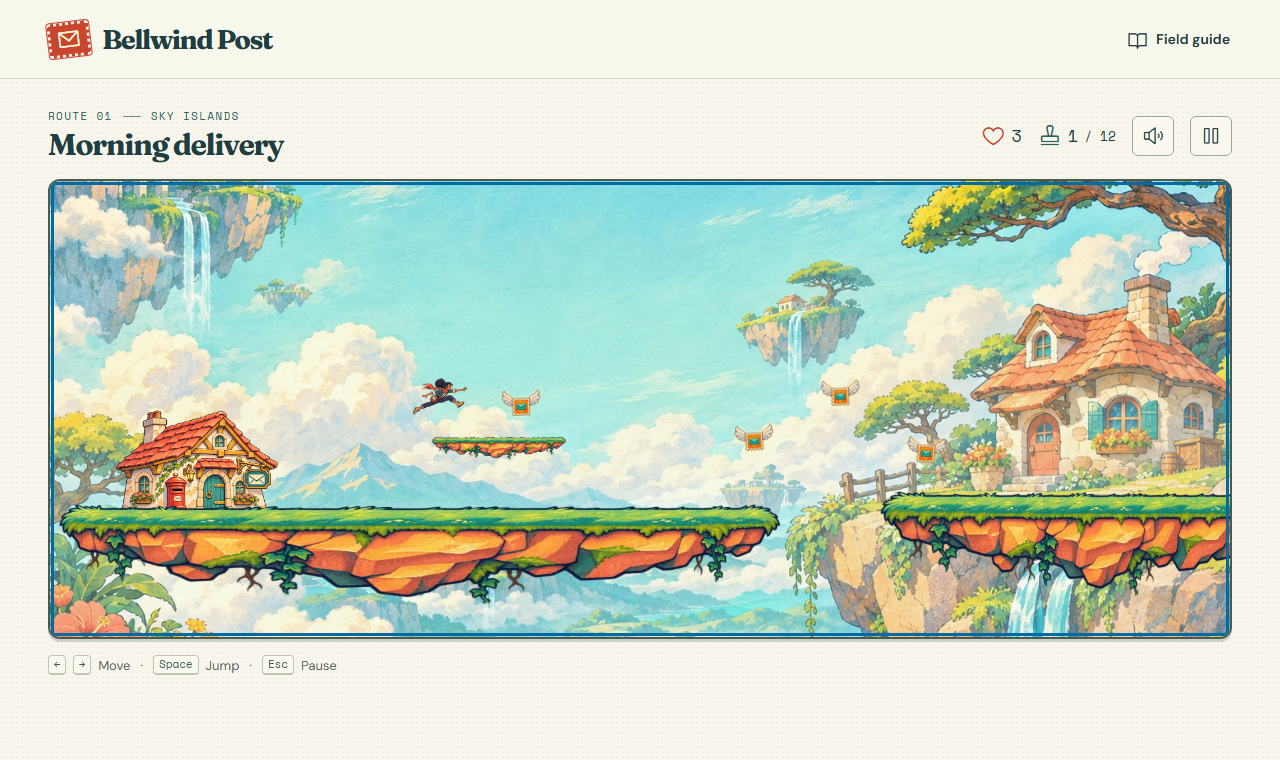 Bellwind Post
Field guide
ROUTE 01 — SKY ISLANDS
Morning delivery
3
1 / 12
← → Move · Space Jump · Esc Pause